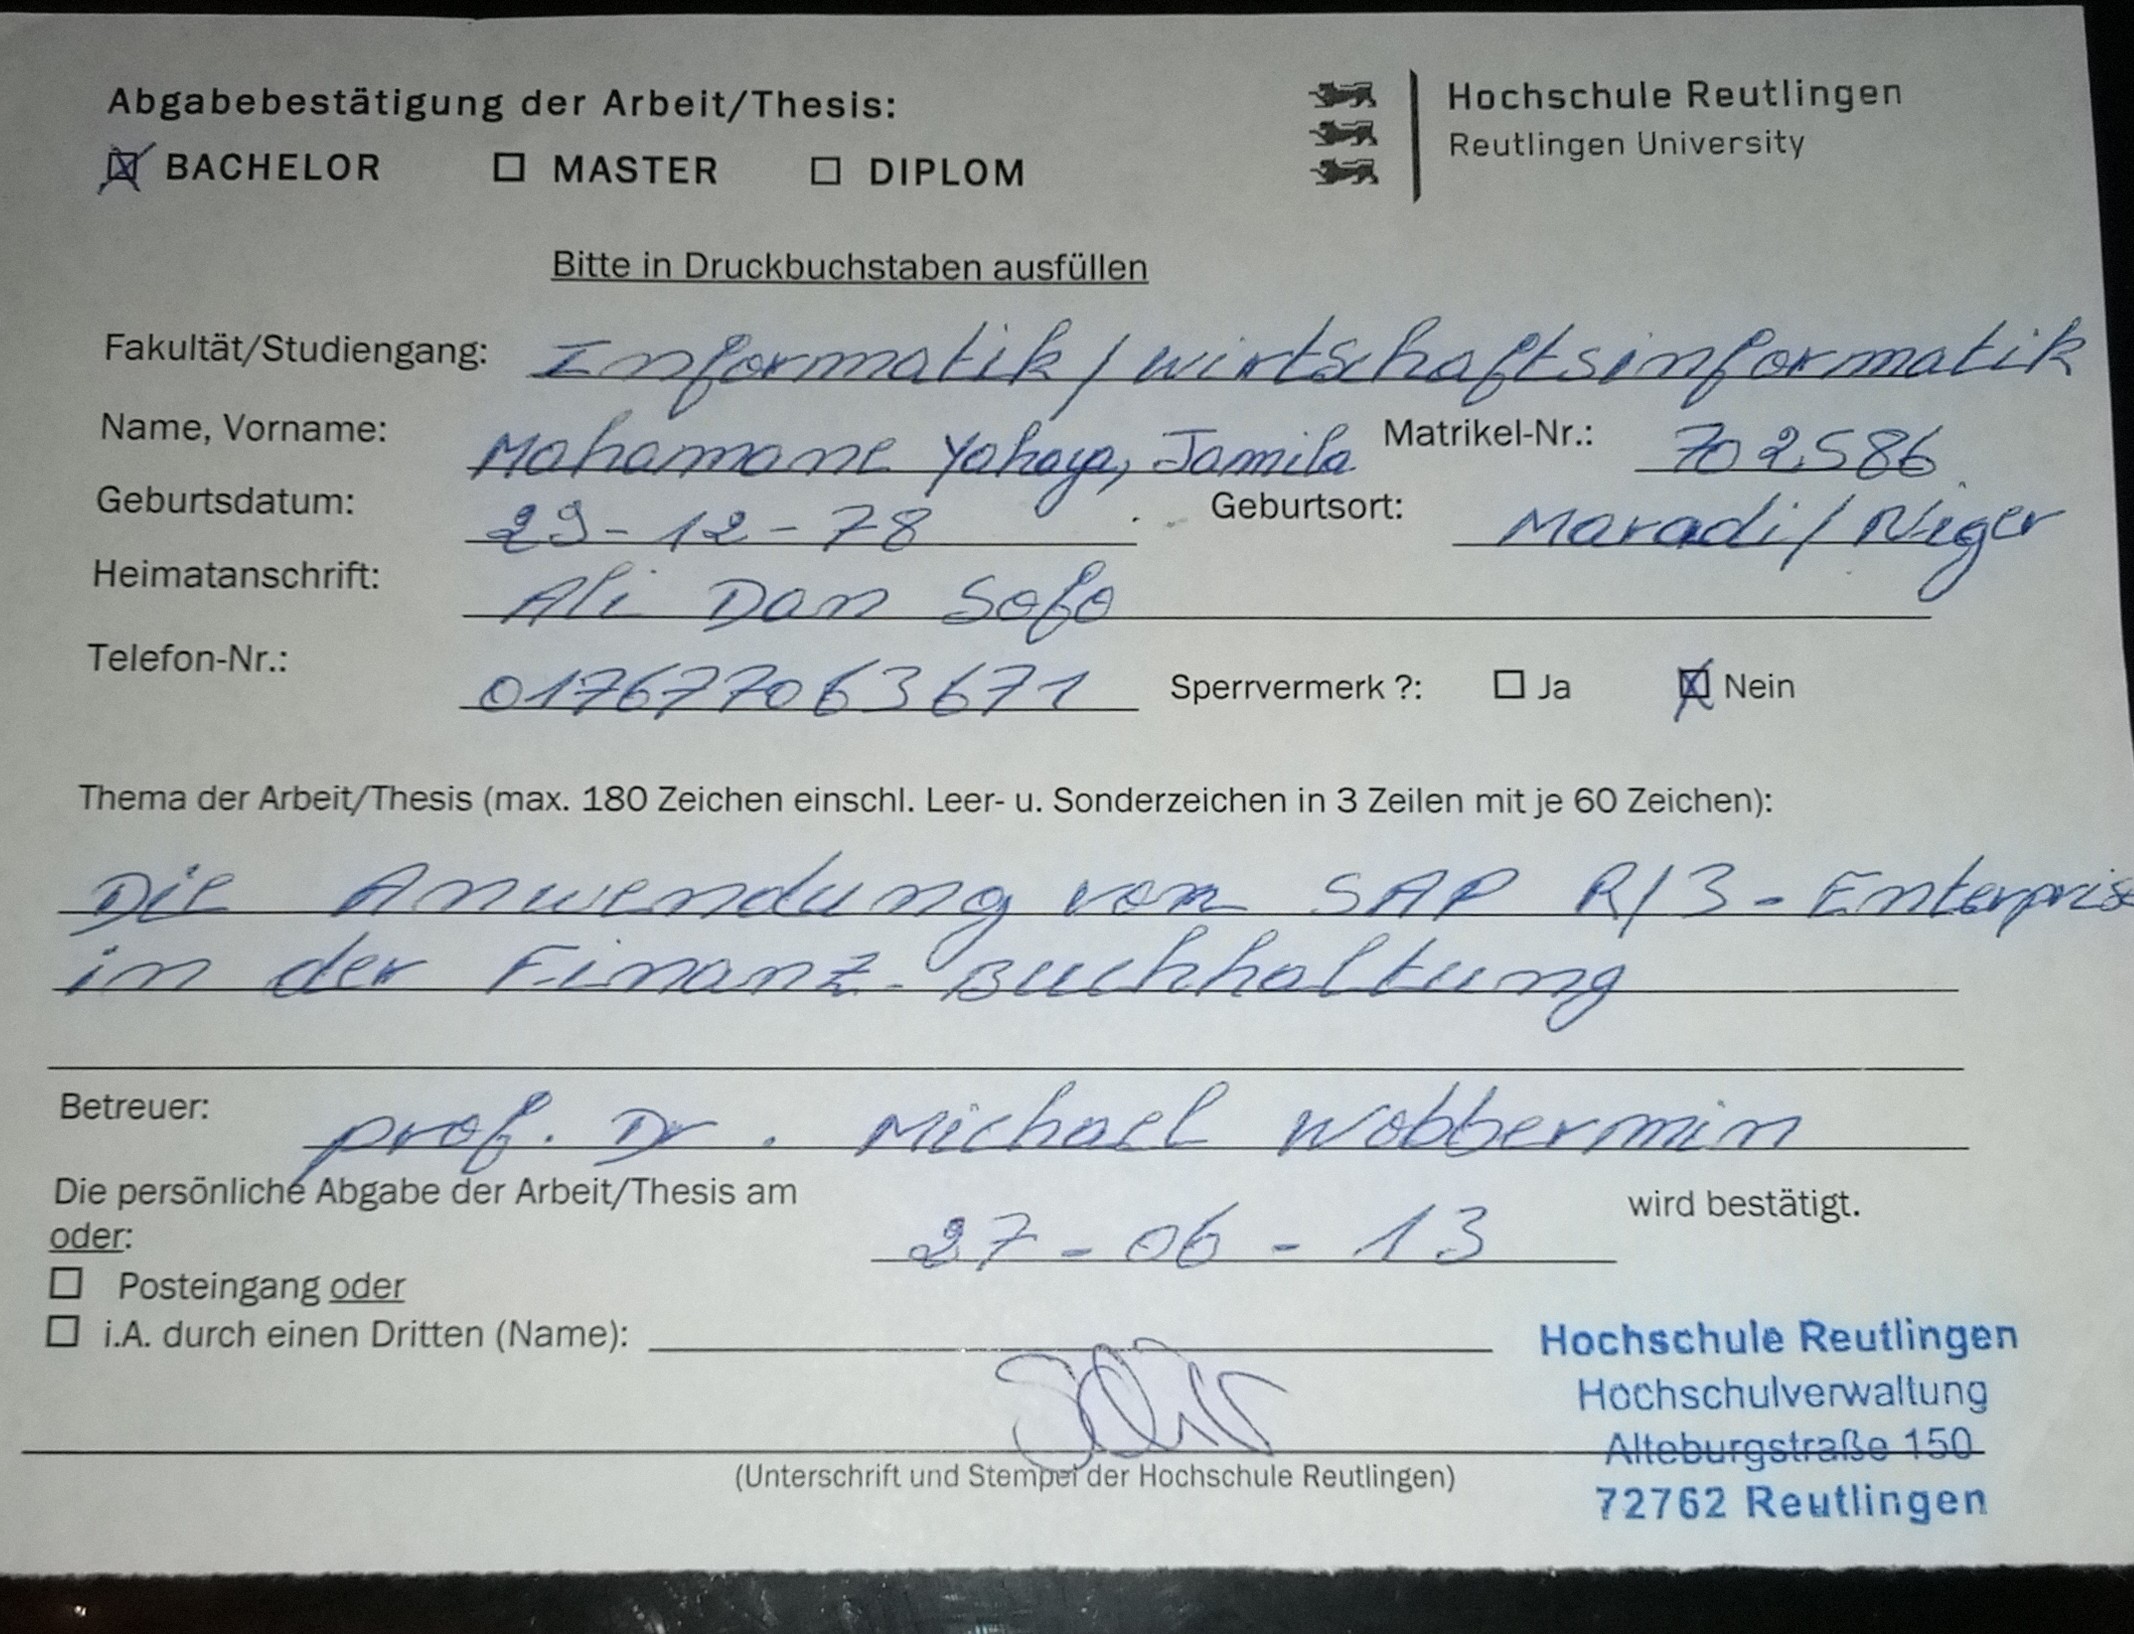 Abgabebestätigung der Arbeit/Thesis:
BACHELOR MASTER DIPLOM
Hochschule Reutlingen
Reutlingen University
Bitte in Druckbuchstaben ausfüllen
Fakultät/Studiengang: Informatik / wirtschaftsinformatik
Name, Vorname: Mahamane Yahaya, Jamila Matrikel-Nr.: 702586
Geburtsdatum: 29-12-78 Geburtsort: Maradi / Niger
Heimatanschrift: Ali Dan Sofo
Telefon-Nr.: 017677063671 Sperrvermerk ?: Ja Nein
Thema der Arbeit/Thesis (max. 180 Zeichen einschl. Leer- u. Sonderzeichen in 3 Zeilen mit je 60 Zeichen):
Die Anwendung von SAP R/3 - Enterprise
in der Finanz-Buchhaltung
Betreuer: prof. Dr. Michael Wobbermin
Die persönliche Abgabe der Arbeit/Thesis am 27-06-13 wird bestätigt.
oder:
Posteingang oder
i.A. durch einen Dritten (Name):
Hochschule Reutlingen
Hochschulverwaltung
Alteburgstraße 150
72762 Reutlingen
(Unterschrift und Stempel der Hochschule Reutlingen)